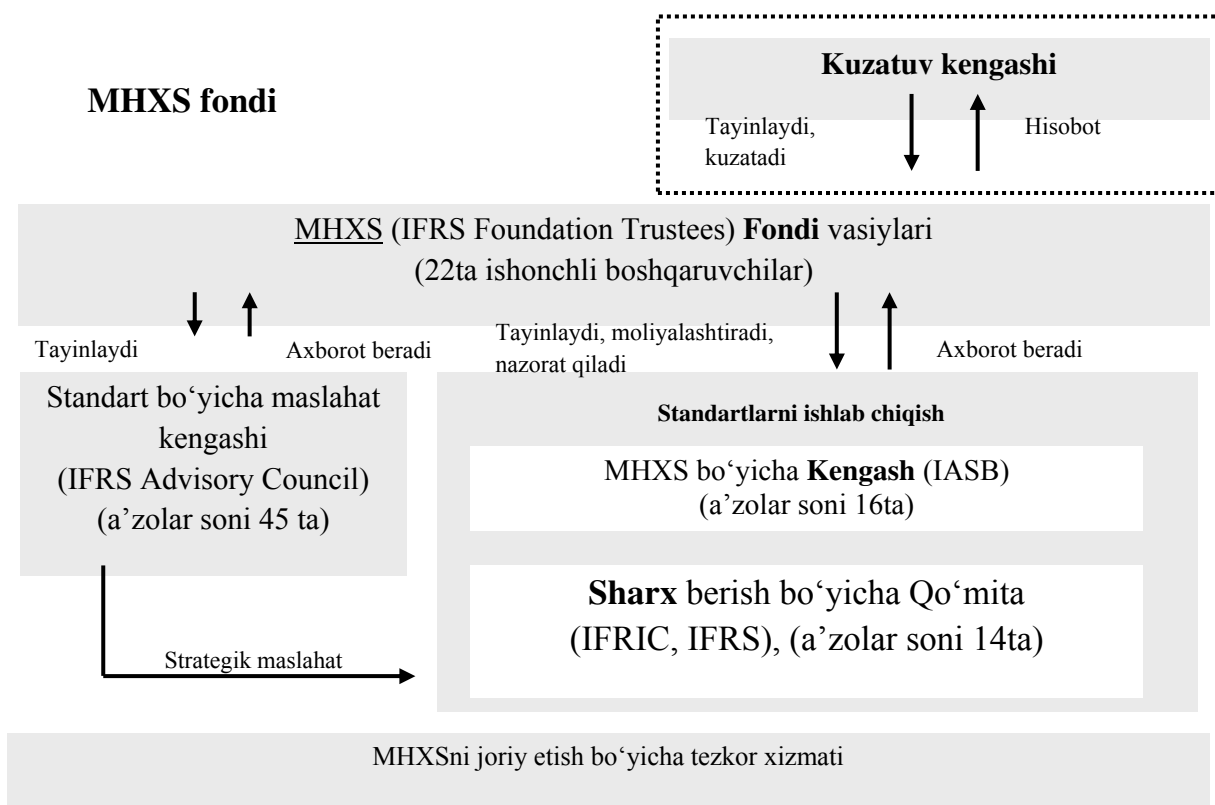 MHXS fondi
Kuzatuv kengashi
Tayinlaydi,
kuzatadi
Hisobot
MHXS (IFRS Foundation Trustees) Fondi vasiylari
(22ta ishonchli boshqaruvchilar)
Tayinlaydi
Axborot beradi
Tayinlaydi, moliyalashtiradi,
nazorat qiladi
Axborot beradi
Standart bo‘yicha maslahat
kengashi
(IFRS Advisory Council)
(a’zolar soni 45 ta)
Standartlarni ishlab chiqish
MHXS bo‘yicha Kengash (IASB)
(a’zolar soni 16ta)
Sharx berish bo‘yicha Qo‘mita
(IFRIC, IFRS), (a’zolar soni 14ta)
Strategik maslahat
MHXSni joriy etish bo‘yicha tezkor xizmati